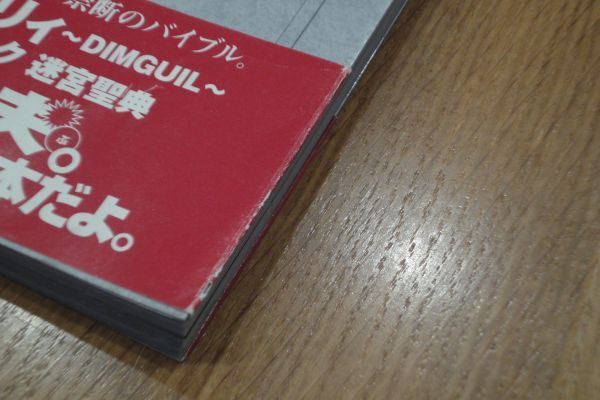 禁断のバイブル。
リィ～DIMGUIL～
ク 迷宮聖典
夫。
本だよ。